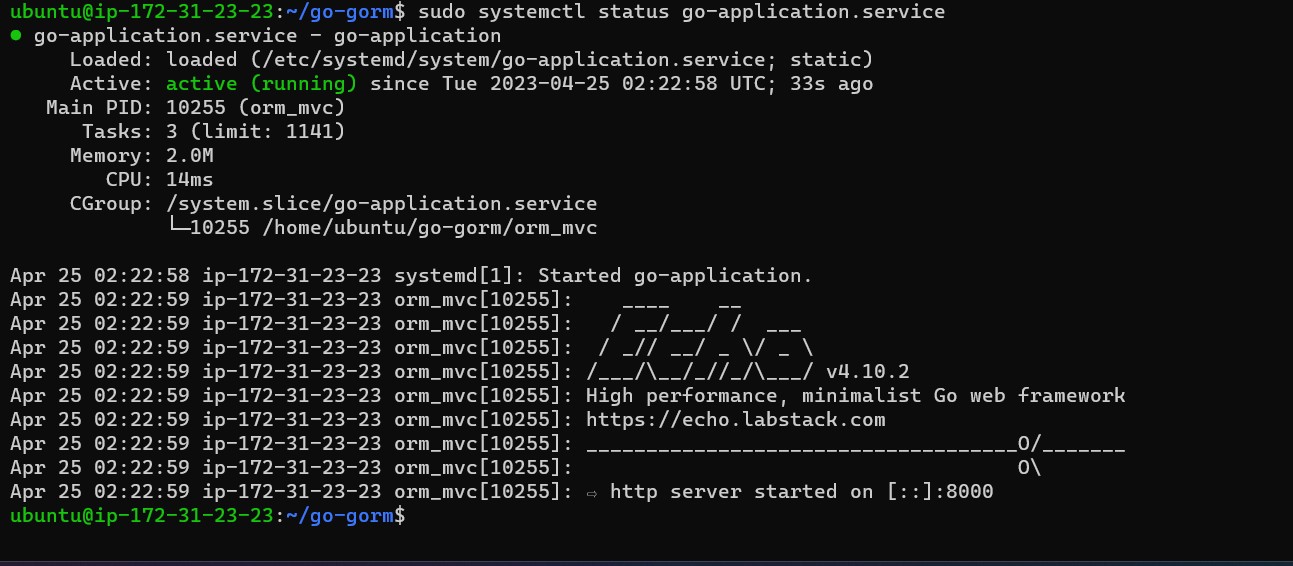 ubuntu@ip-172-31-23-23:~/go-gorm$ sudo systemctl status go-application.service
● go-application.service - go-application
     Loaded: loaded (/etc/systemd/system/go-application.service; static)
     Active: active (running) since Tue 2023-04-25 02:22:58 UTC; 33s ago
   Main PID: 10255 (orm_mvc)
      Tasks: 3 (limit: 1141)
     Memory: 2.0M
        CPU: 14ms
     CGroup: /system.slice/go-application.service
             └─10255 /home/ubuntu/go-gorm/orm_mvc

Apr 25 02:22:58 ip-172-31-23-23 systemd[1]: Started go-application.
Apr 25 02:22:59 ip-172-31-23-23 orm_mvc[10255]:    ____    __
Apr 25 02:22:59 ip-172-31-23-23 orm_mvc[10255]:   / __/___/ /  ___
Apr 25 02:22:59 ip-172-31-23-23 orm_mvc[10255]:  / _// __/ _ \/ _ \
Apr 25 02:22:59 ip-172-31-23-23 orm_mvc[10255]: /___/\__/_//_/\___/ v4.10.2
Apr 25 02:22:59 ip-172-31-23-23 orm_mvc[10255]: High performance, minimalist Go web framework
Apr 25 02:22:59 ip-172-31-23-23 orm_mvc[10255]: https://echo.labstack.com
Apr 25 02:22:59 ip-172-31-23-23 orm_mvc[10255]: ____________________________________O/_______
Apr 25 02:22:59 ip-172-31-23-23 orm_mvc[10255]:                                     O\
Apr 25 02:22:59 ip-172-31-23-23 orm_mvc[10255]: ⇨ http server started on [::]:8000
ubuntu@ip-172-31-23-23:~/go-gorm$